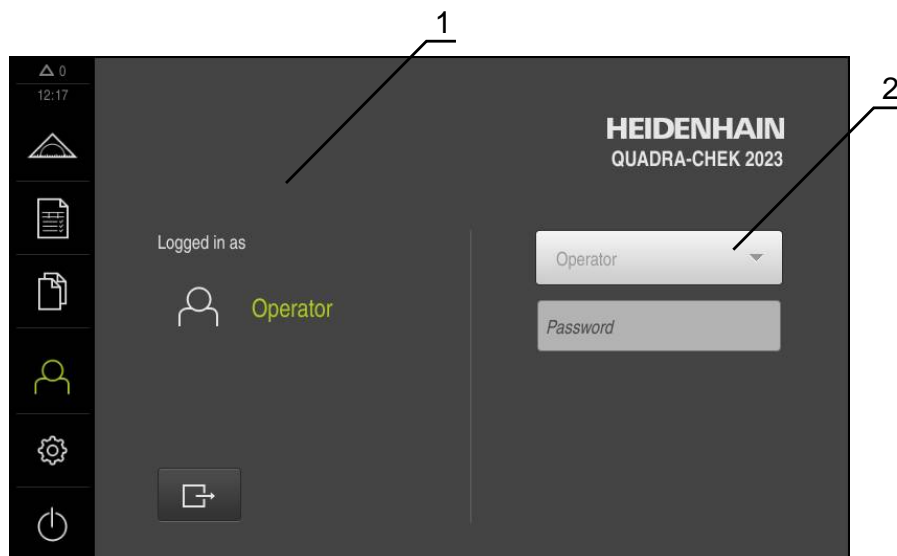 1
0
12:17
2
HEIDENHAIN
QUADRA-CHEK 2023
Logged in as
Operator
Operator
Password